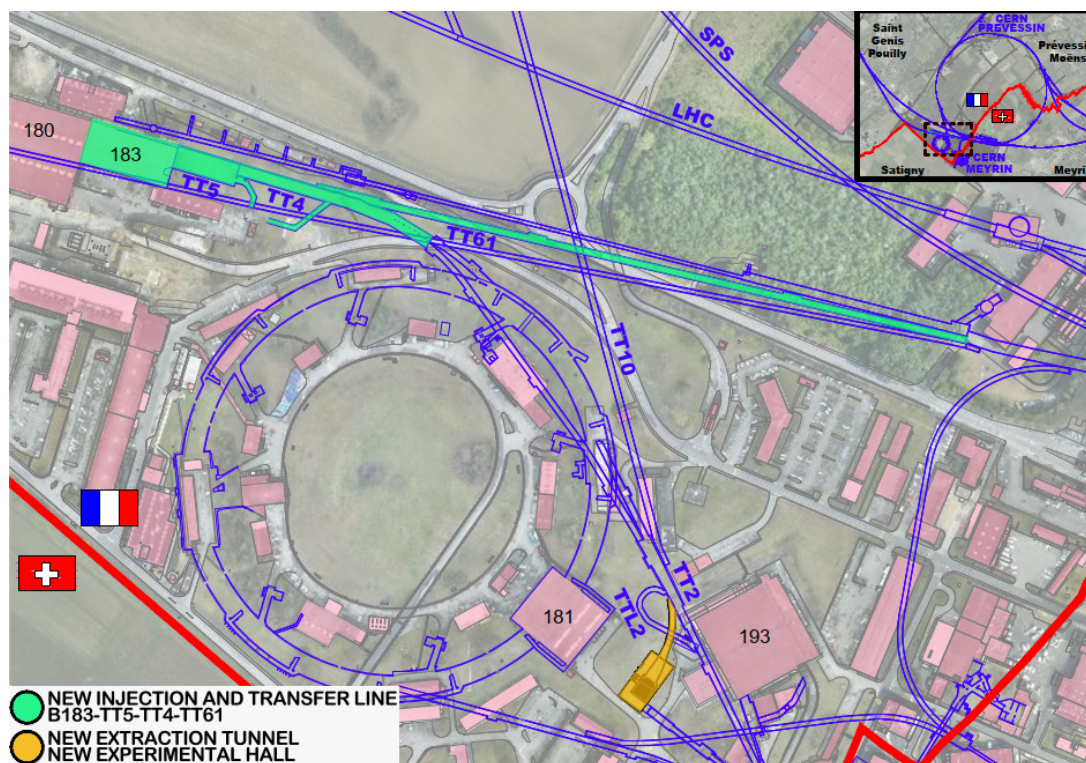 SPS
LHC
180
183
TT5
TT4
TT61
TT10
TT2
TTL2
181
193
Saint
Genis
Pouilly
CERN
PREVESSIN
Prévessin
Moëns
Satigny
CERN
MEYRIN
Meyrin
NEW INJECTION AND TRANSFER LINE
B183-TT5-TT4-TT61
NEW EXTRACTION TUNNEL
NEW EXPERIMENTAL HALL